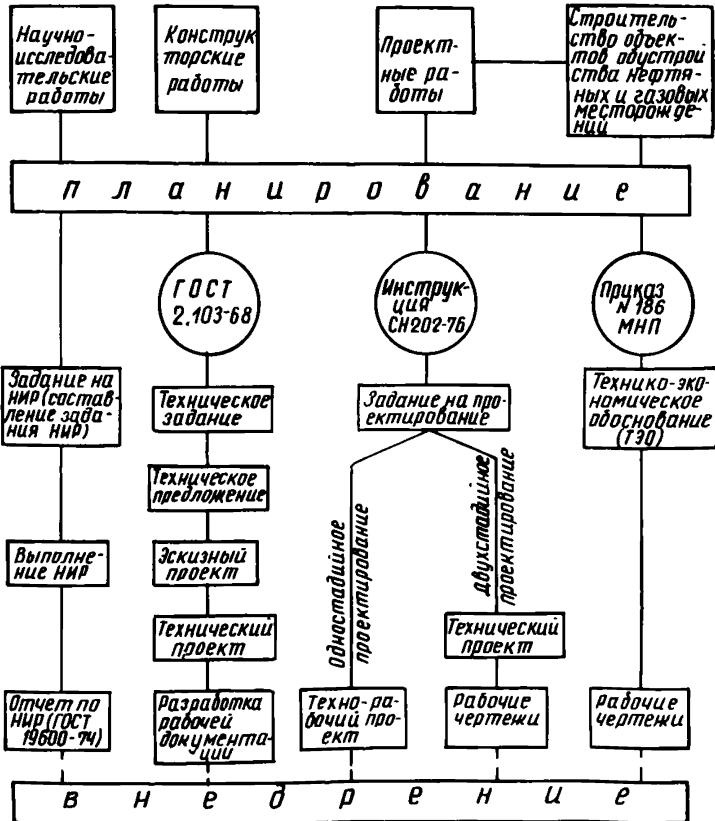 Научно-
исследова-
тельские
работы
Конструк
торские
работы
Проект-
ные ра-
боты
Строитель-
ство объек-
тов обустрой
ства нефтя-
ных и газовых
месторожде-
ний
планирование
ГОСТ
2.103-68
Инструк-
ция
СН202-76
Приказ
N 186
МНП
Задание на
НИР(состав-
ление зада-
ния НИР)
Техническое
задание
Задание на про-
ектирование
Технико-эко-
номическое
обоснование
(ТЭО)
Техническое
предложение
Одностадийное
проектирование
двухстадийное
проектирование
Выполне-
ние НИР
Эскизный
проект
Технический
проект
Технический
проект
Отчет по
НИР(ГОСТ
19600-74)
Разработка
рабочей
документа-
ции
Техно-ра-
бочий про-
ект
Рабочие
чертежи
Рабочие
чертежи
внедрение